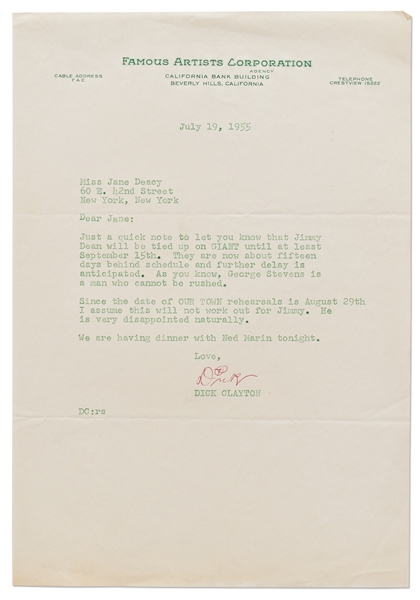 FAMOUS ARTISTS CORPORATION
AGENCY
CABLE ADDRESS
FAC
CALIFORNIA BANK BUILDING
BEVERLY HILLS, CALIFORNIA
TELEPHONE
CRESTVIEW 15222
July 19, 1955
Miss Jane Deacy
60 E. 42nd Street
New York, New York
Dear Jane:
Just a quick note to let you know that Jimmy
Dean will be tied up on GIANT until at least
September 15th. They are now about fifteen
days behind schedule and further delay is
anticipated. As you know, George Stevens is
a man who cannot be rushed.
Since the date of OUR TOWN rehearsals is August 29th
I assume this will not work out for Jimmy. He
is very disappointed naturally.
We are having dinner with Ned Marin tonight.
Love,
Dick
DICK CLAYTON
DC:rs